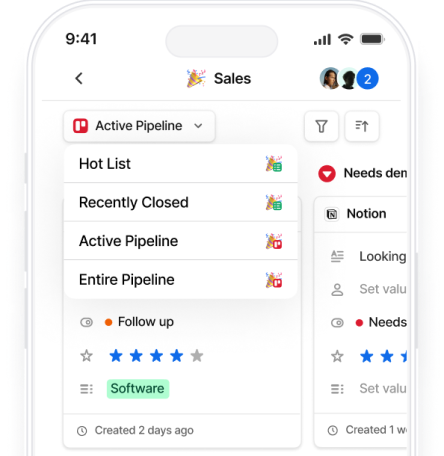 9:41
Sales
2
Active Pipeline
Hot List
Recently Closed
Active Pipeline
Entire Pipeline
Follow up
Software
Created 2 days ago
Needs den
Notion
Looking
Set valu
Needs
Set valu
Created 1 w